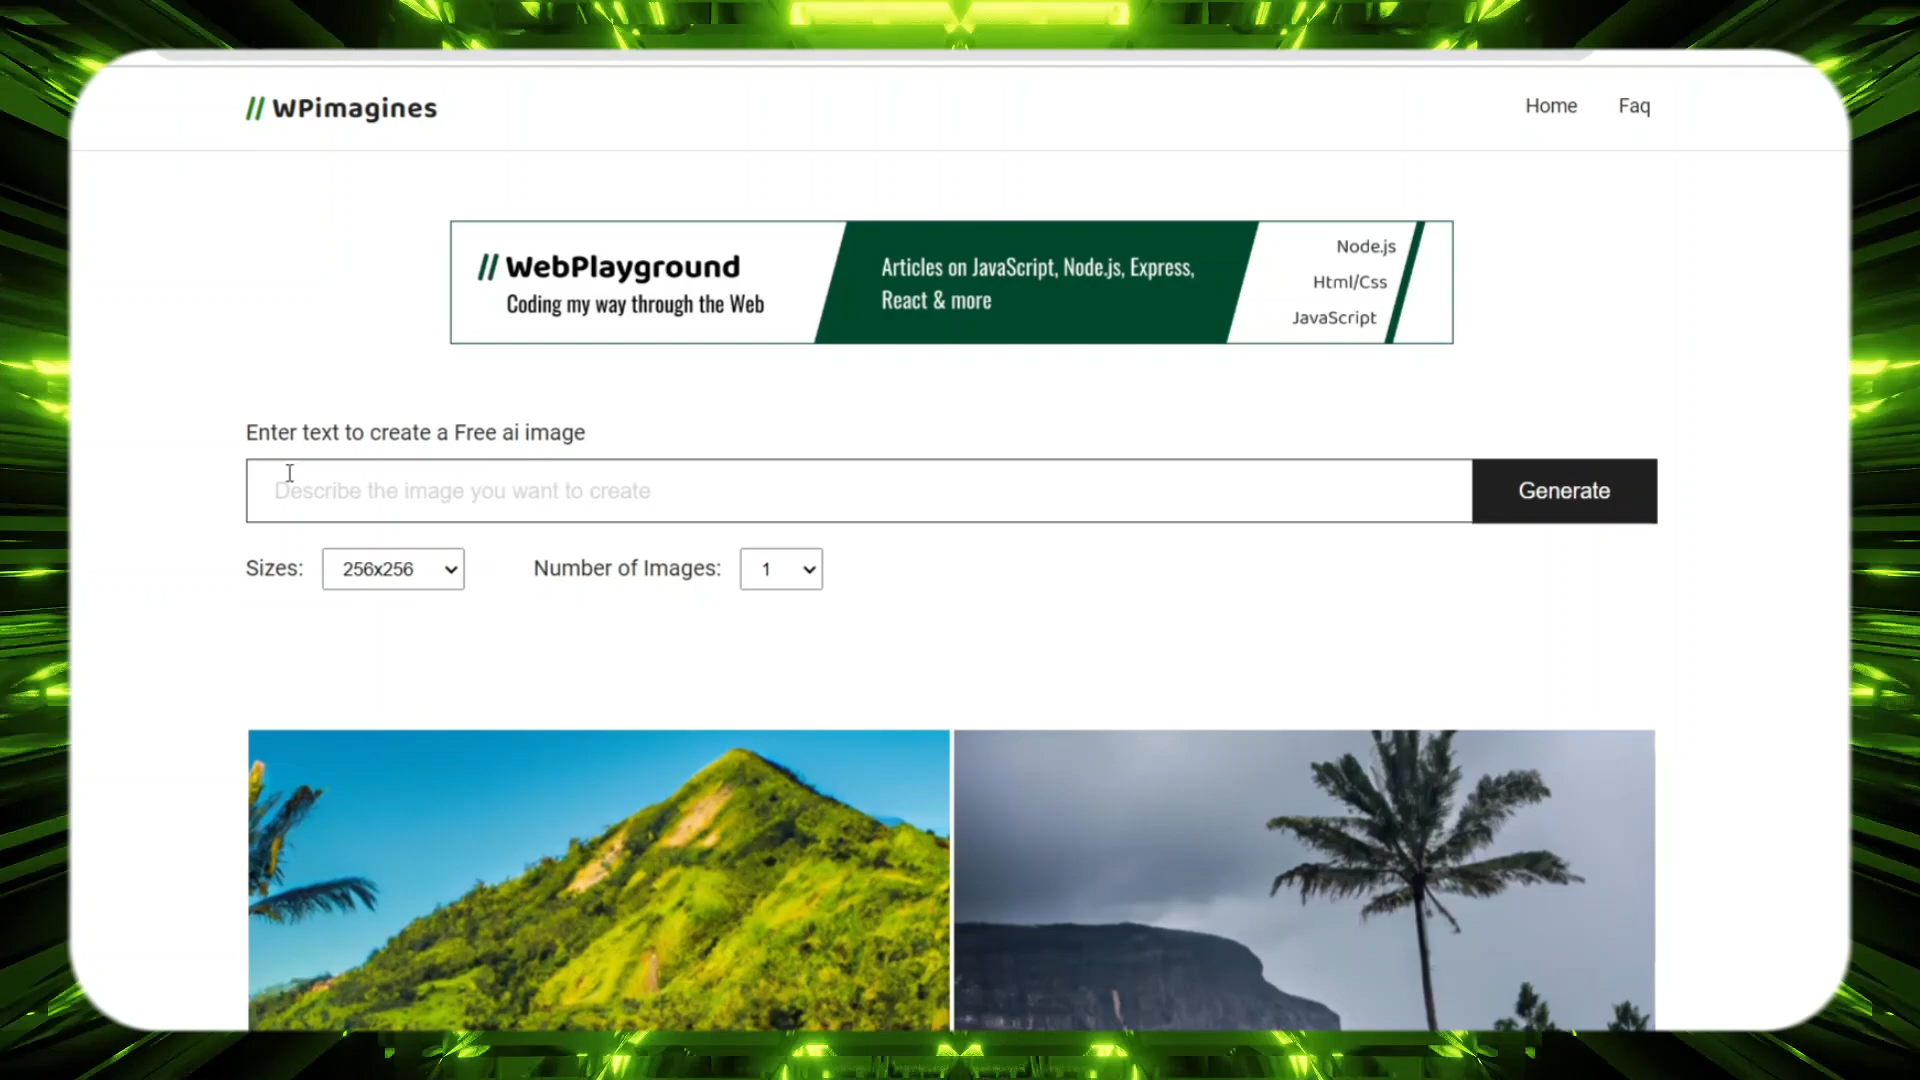 // WPimagines
Home
Faq
// WebPlayground
Coding my way through the Web
Articles on JavaScript, Node.js, Express,
React & more
Node.js
Html/Css
JavaScript
Enter text to create a Free ai image
Describe the image you want to create
Generate
Sizes:
256x256
Number of Images:
1